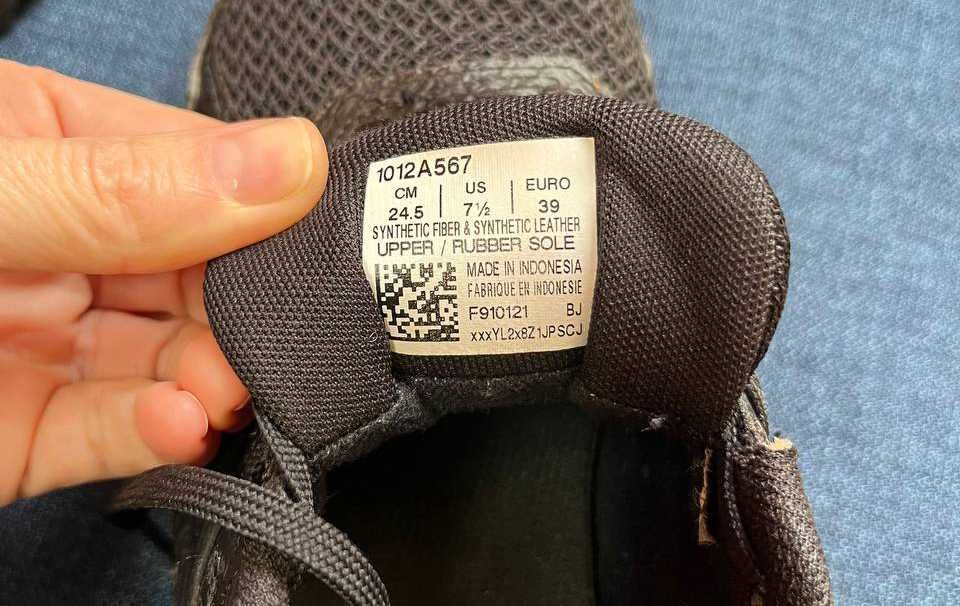 1012A567
CM | US | EURO
24.5 | 7½ | 39
SYNTHETIC FIBER & SYNTHETIC LEATHER
UPPER / RUBBER SOLE
MADE IN INDONESIA
FABRIQUE EN INDONESIE
F910121 BJ
xxxYL2x8Z1JPSCJ